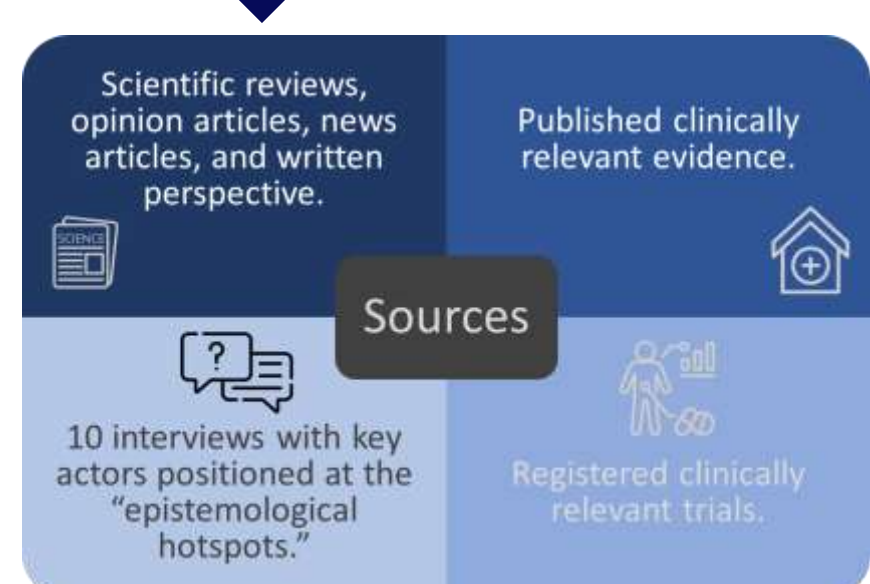 Scientific reviews,
opinion articles, news
articles, and written
perspective.
SCIENCE
Published clinically
relevant evidence.
Sources
?
10 interviews with key
actors positioned at the
“epistemological
hotspots.”
Registered clinically
relevant trials.